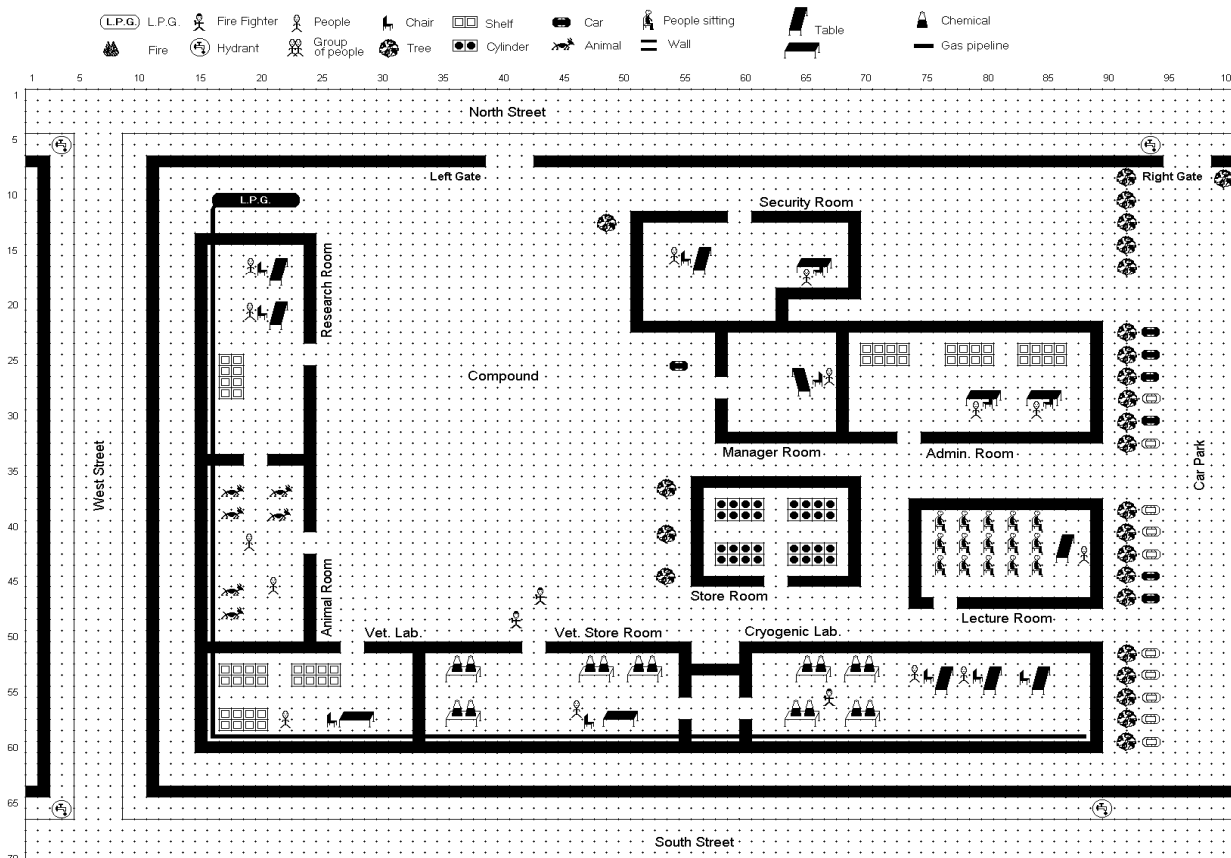 L.P.G. L.P.G. Fire Fighter People Chair Shelf Car People sitting Table Chemical
Fire Hydrant Group of people Tree Cylinder Animal Wall Gas pipeline
1 5 10 15 20 25 30 35 40 45 50 55 60 65 70 75 80 85 90 95 100
1
North Street
5
Left Gate
Right Gate
10
L.P.G.
Security Room
15
Research Room
20
25
Compound
30
Manager Room
Admin. Room
West Street
Car Park
35
40
45
Store Room
Animal Room
Lecture Room
50
Vet. Lab.
Vet. Store Room
Cryogenic Lab.
55
60
65
South Street
70